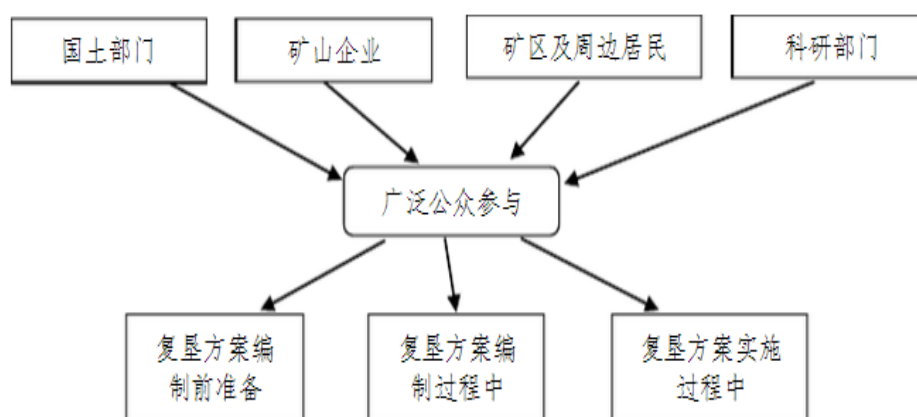 国土部门
矿山企业
矿区及周边居民
科研部门
广泛公众参与
复垦方案编
制前准备
复垦方案编
制过程中
复垦方案实施
过程中